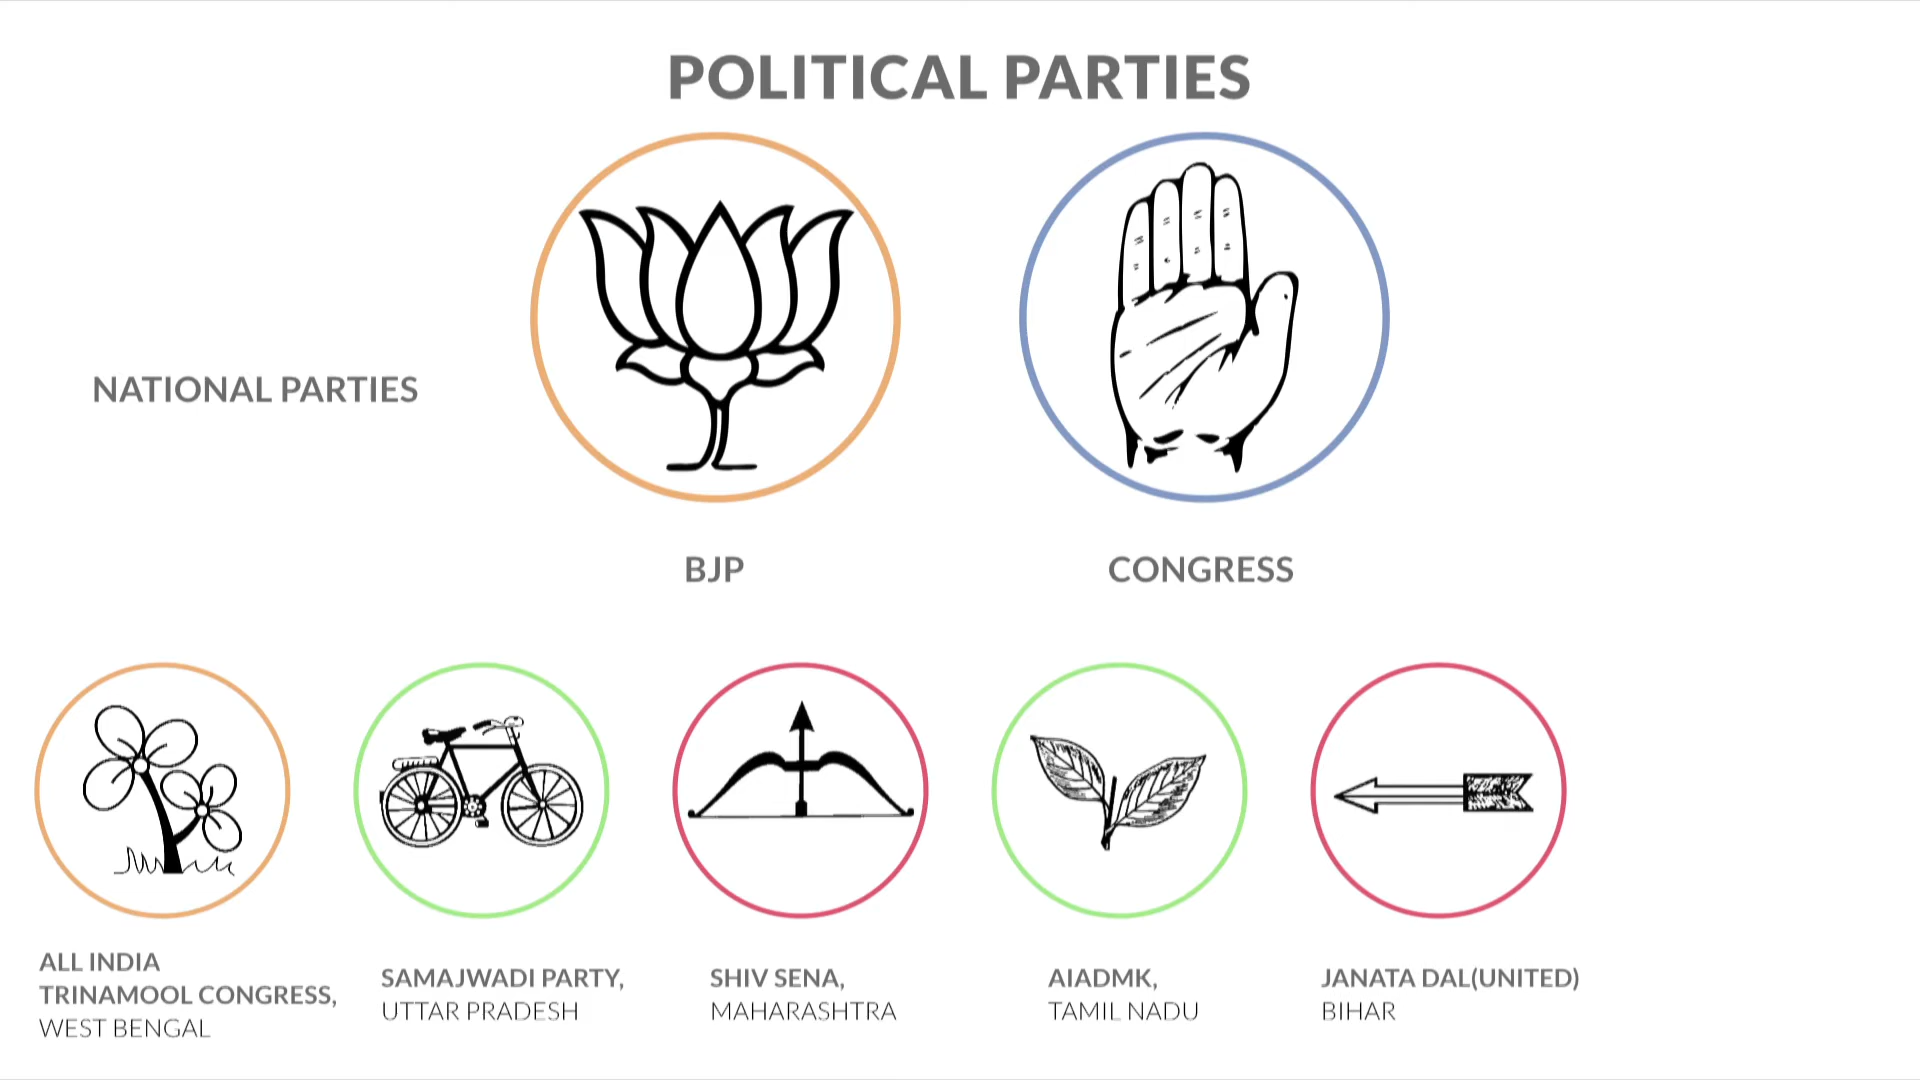 POLITICAL PARTIES
NATIONAL PARTIES
BJP
CONGRESS
ALL INDIA
TRINAMOOL CONGRESS,
WEST BENGAL
SAMAJWADI PARTY,
UTTAR PRADESH
SHIV SENA,
MAHARASHTRA
AIADMK,
TAMIL NADU
JANATA DAL(UNITED)
BIHAR